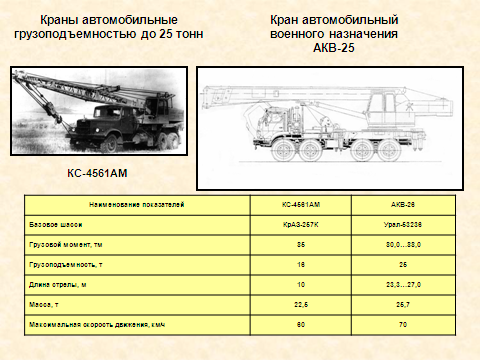 Краны автомобильные
грузоподъемностью до 25 тонн
Кран автомобильный
военного назначения
АКВ-25
КС-4561АМ
Наименование показателей КС-4561АМ АКВ-25
Базовое шасси КрАЗ-257К Урал-53236
Грузовой момент, тм 85 80,0...88,0
Грузоподъемность, т 16 25
Длина стрелы, м 10 23,3...27,0
Масса, т 22,5 25,7
Максимальная скорость движения, км/ч 60 70